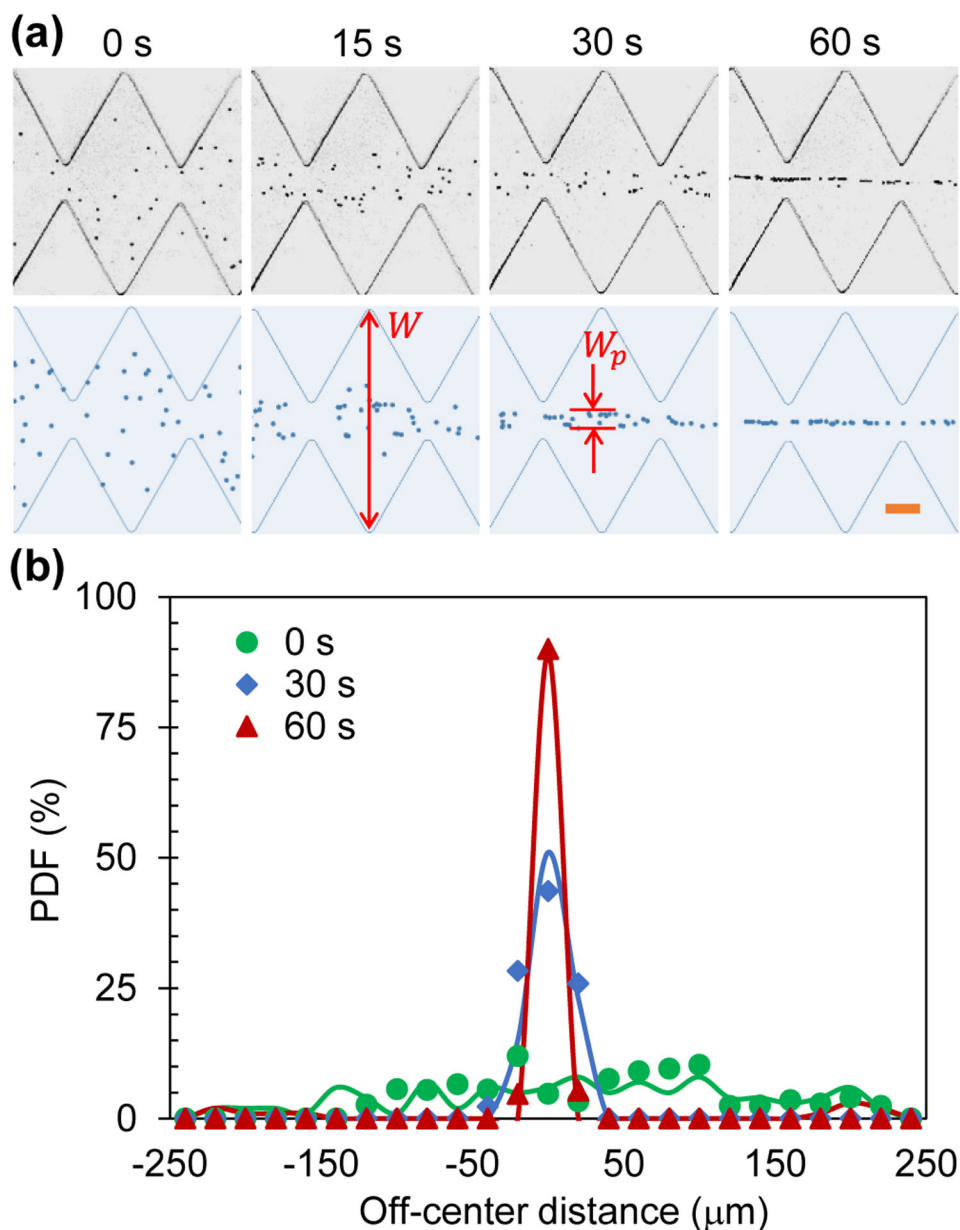 (a) 0 s 15 s 30 s 60 s
W
Wp
(b)
100
75
50
25
0
PDF (%)
0 s
30 s
60 s
-250 -150 -50 50 150 250
Off-center distance (μm)